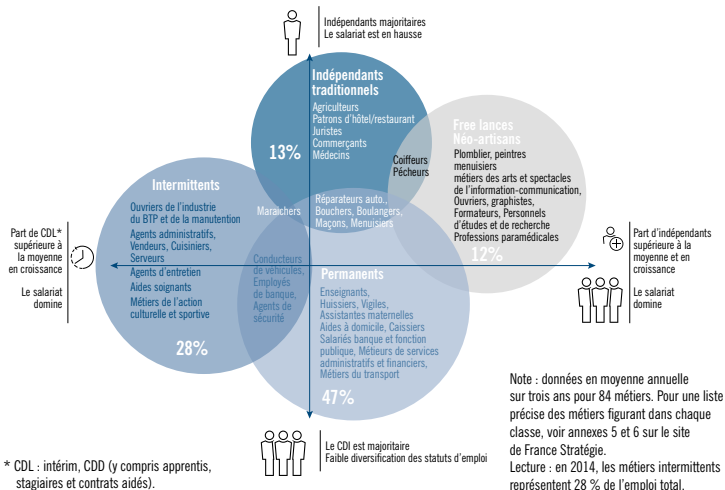 Indépendants majoritaires
Le salariat est en hausse
Indépendants
traditionnels
Agriculteurs
Patrons d'hôtel/restaurant
Juristes
Commerçants
Médecins
13%
Free lances
Néo-artisans
Plomblier, peintres
menuisiers
métiers des arts et spectacles
de l'information-communication,
Ouvriers, graphistes,
Formateurs, Personnels
d'études et de recherche
Professions paramédicales
12%
Coiffeurs
Pécheurs
Intermittents
Ouvriers de l'industrie
du BTP et de la manutention
Agents administratifs,
Vendeurs, Cuisiniers,
Serveurs
Agents d'entretien
Aides soignants
Métiers de l'action
culturelle et sportive
28%
Maraîchers
Réparateurs auto.,
Bouchers, Boulangers,
Maçons, Menuisiers
Conducteurs
de véhicules,
Employés
de banque,
Agents de
sécurité
Permanents
Enseignants,
Huissiers, Vigiles,
Assistantes maternelles
Aides à domicile, Caissiers
Salariés banque et fonction
publique, Métieurs de services
administratifs et financiers,
Métiers du transport
47%
Part de CDL*
supérieure à
la moyenne
en croissance
Le salariat
domine
Part d'indépendants
supérieure à la
moyenne et en
croissance
Le salariat
domine
Le CDI est majoritaire
Faible diversification des statuts d'emploi
* CDL : intérim, CDD (y compris apprentis,
stagiaires et contrats aidés).
Note : données en moyenne annuelle
sur trois ans pour 84 métiers. Pour une liste
précise des métiers figurant dans chaque
classe, voir annexes 5 et 6 sur le site
de France Stratégie.
Lecture : en 2014, les métiers intermittents
représentent 28 % de l'emploi total.